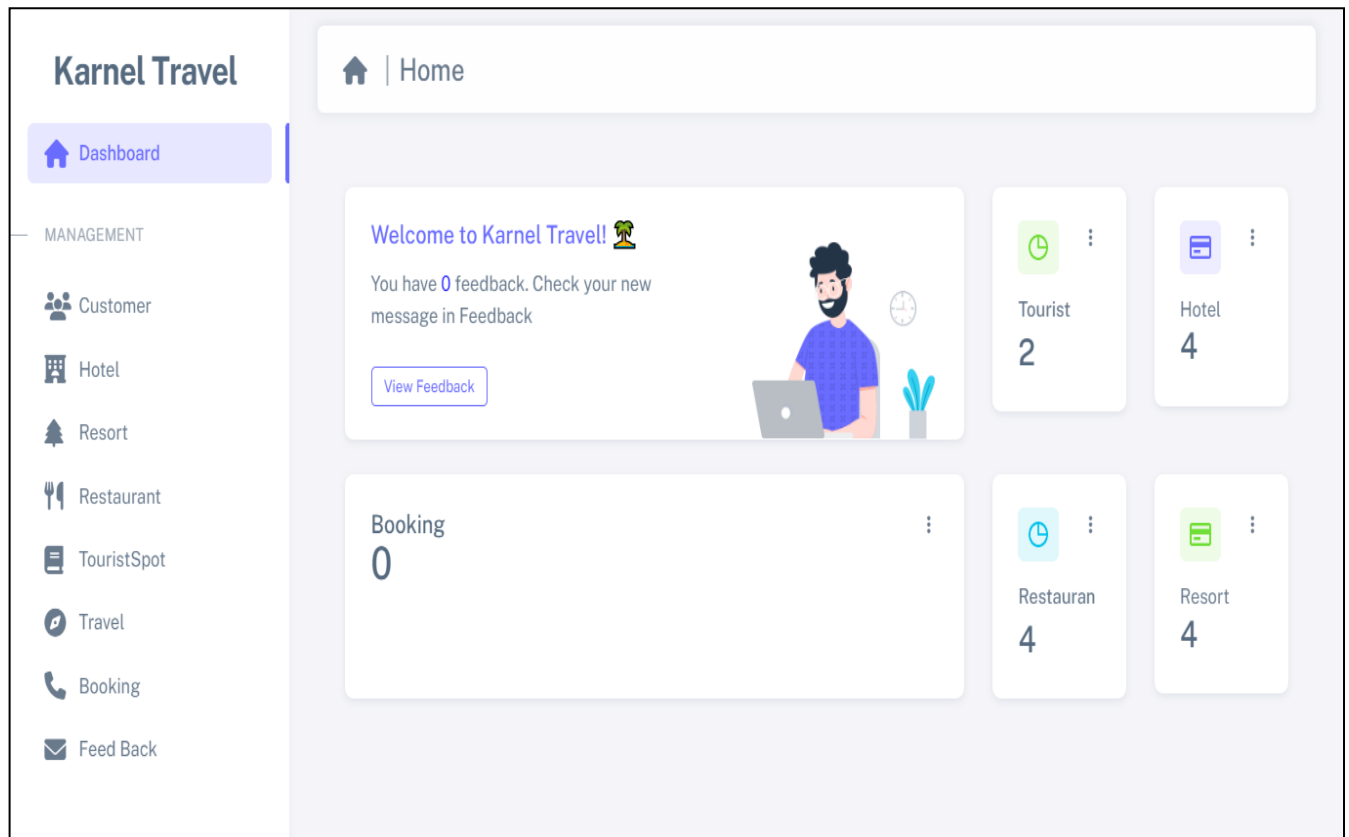 Karnel Travel
Dashboard
MANAGEMENT
Customer
Hotel
Resort
Restaurant
TouristSpot
Travel
Booking
Feed Back
Home
Welcome to Karnel Travel! 🏝️
You have 0 feedback. Check your new
message in Feedback
View Feedback
Tourist
2
Hotel
4
Booking
0
Restauran
4
Resort
4